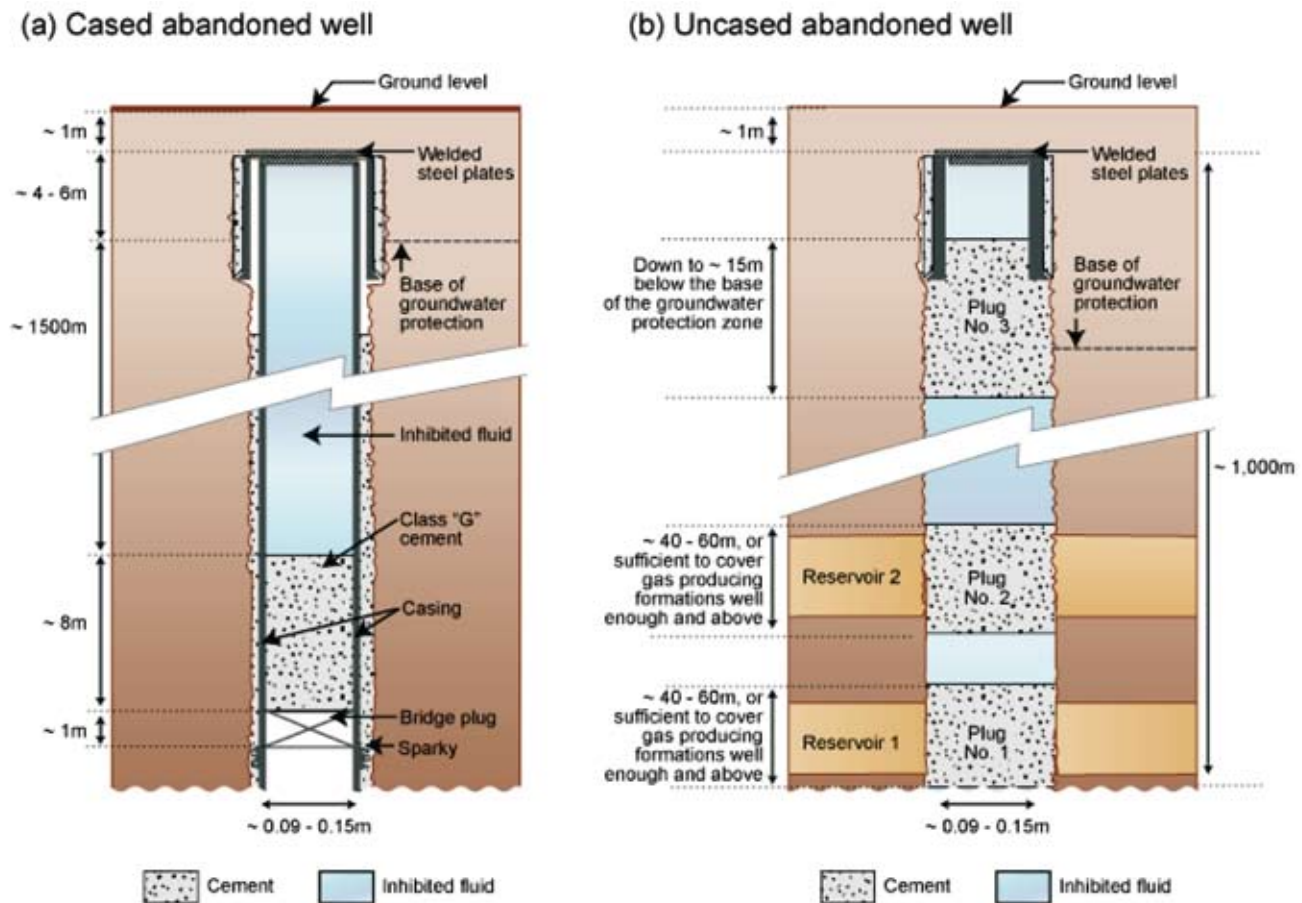 (a) Cased abandoned well
Ground level
~ 1m
Welded
steel plates
~ 4 - 6m
Base of
groundwater
protection
~ 1500m
Inhibited fluid
Class “G”
cement
Casing
~ 8m
Bridge plug
~ 1m
Sparky
~ 0.09 - 0.15m
Cement
Inhibited fluid
(b) Uncased abandoned well
Ground level
~ 1m
Welded
steel plates
Down to ~ 15m
below the base
of the groundwater
protection zone
Base of
groundwater
protection
Plug
No. 3
~ 1,000m
~ 40 - 60m, or
sufficient to cover
gas producing
formations well
enough and above
Reservoir 2
Plug
No. 2
~ 40 - 60m, or
sufficient to cover
gas producing
formations well
enough and above
Reservoir 1
Plug
No. 1
~ 0.09 - 0.15m
Cement
Inhibited fluid